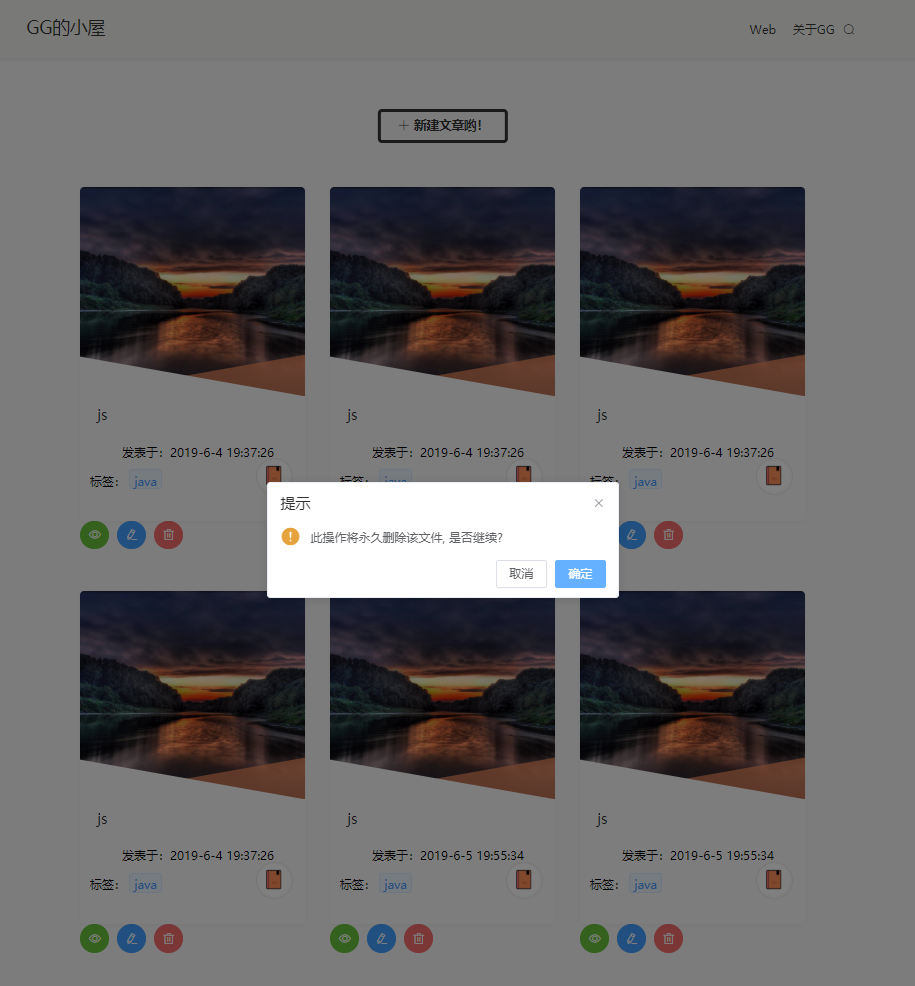 GG的小屋
Web 关于GG
新建文章哟!
js js js
发表于：2019-6-4 19:37:26 发表于：2019-6-4 19:37:26 发表于：2019-6-4 19:37:26
标签： java 标签： java 标签： java
提示
此操作将永久删除该文件, 是否继续?
取消 确定
js js js
发表于：2019-6-4 19:37:26 发表于：2019-6-5 19:55:34 发表于：2019-6-5 19:55:34
标签： java 标签： java 标签： java